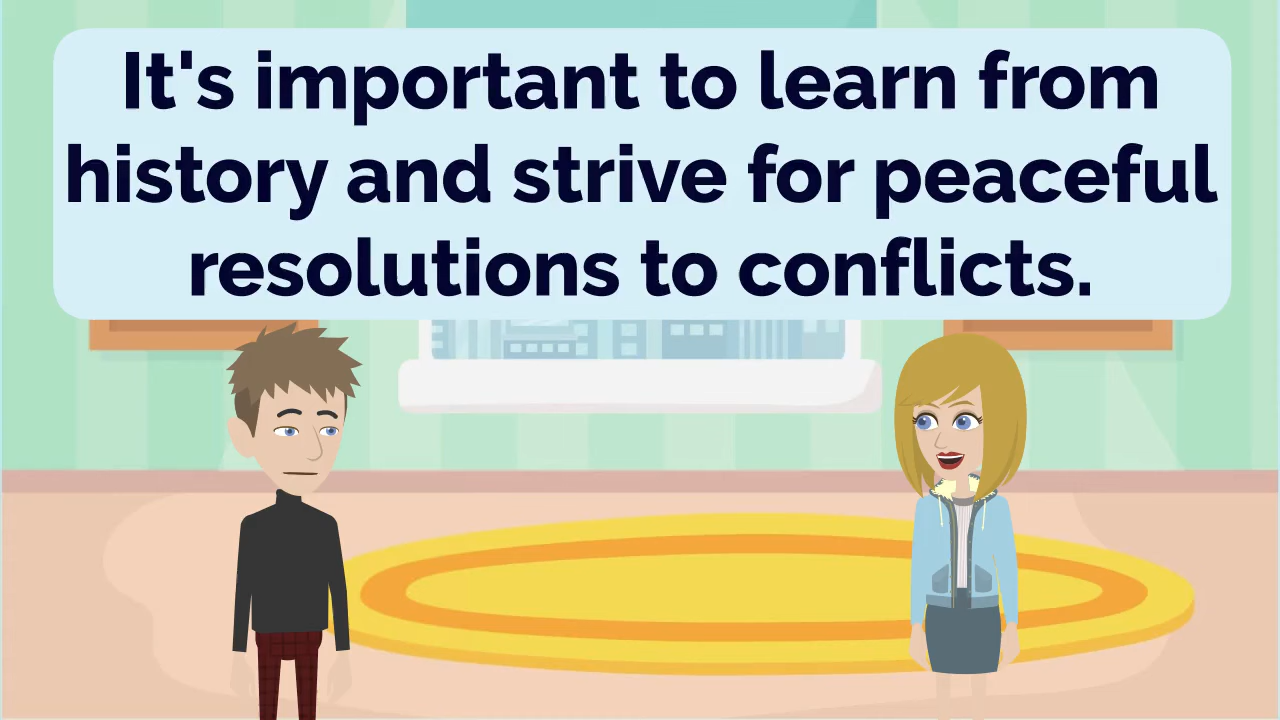 It's important to learn from
history and strive for peaceful
resolutions to conflicts.